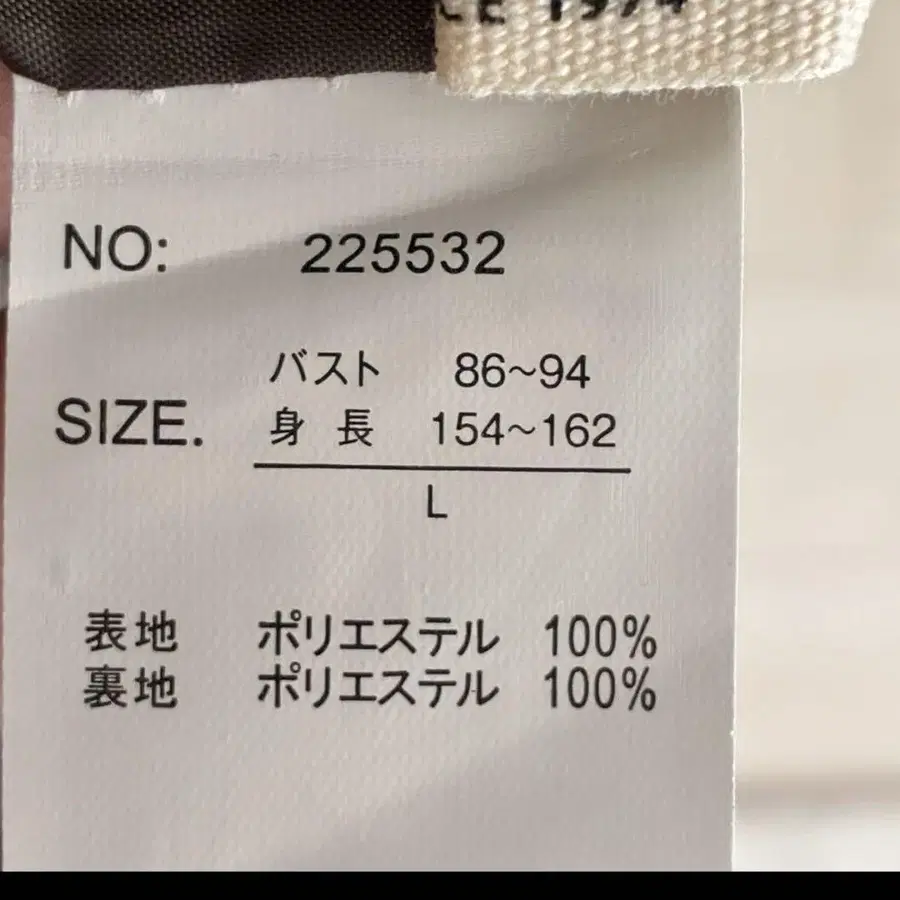 1974
NO: 225532
SIZE. バスト 86~94
身長 154~162
L
表地 ポリエステル 100%
裏地 ポリエステル 100%